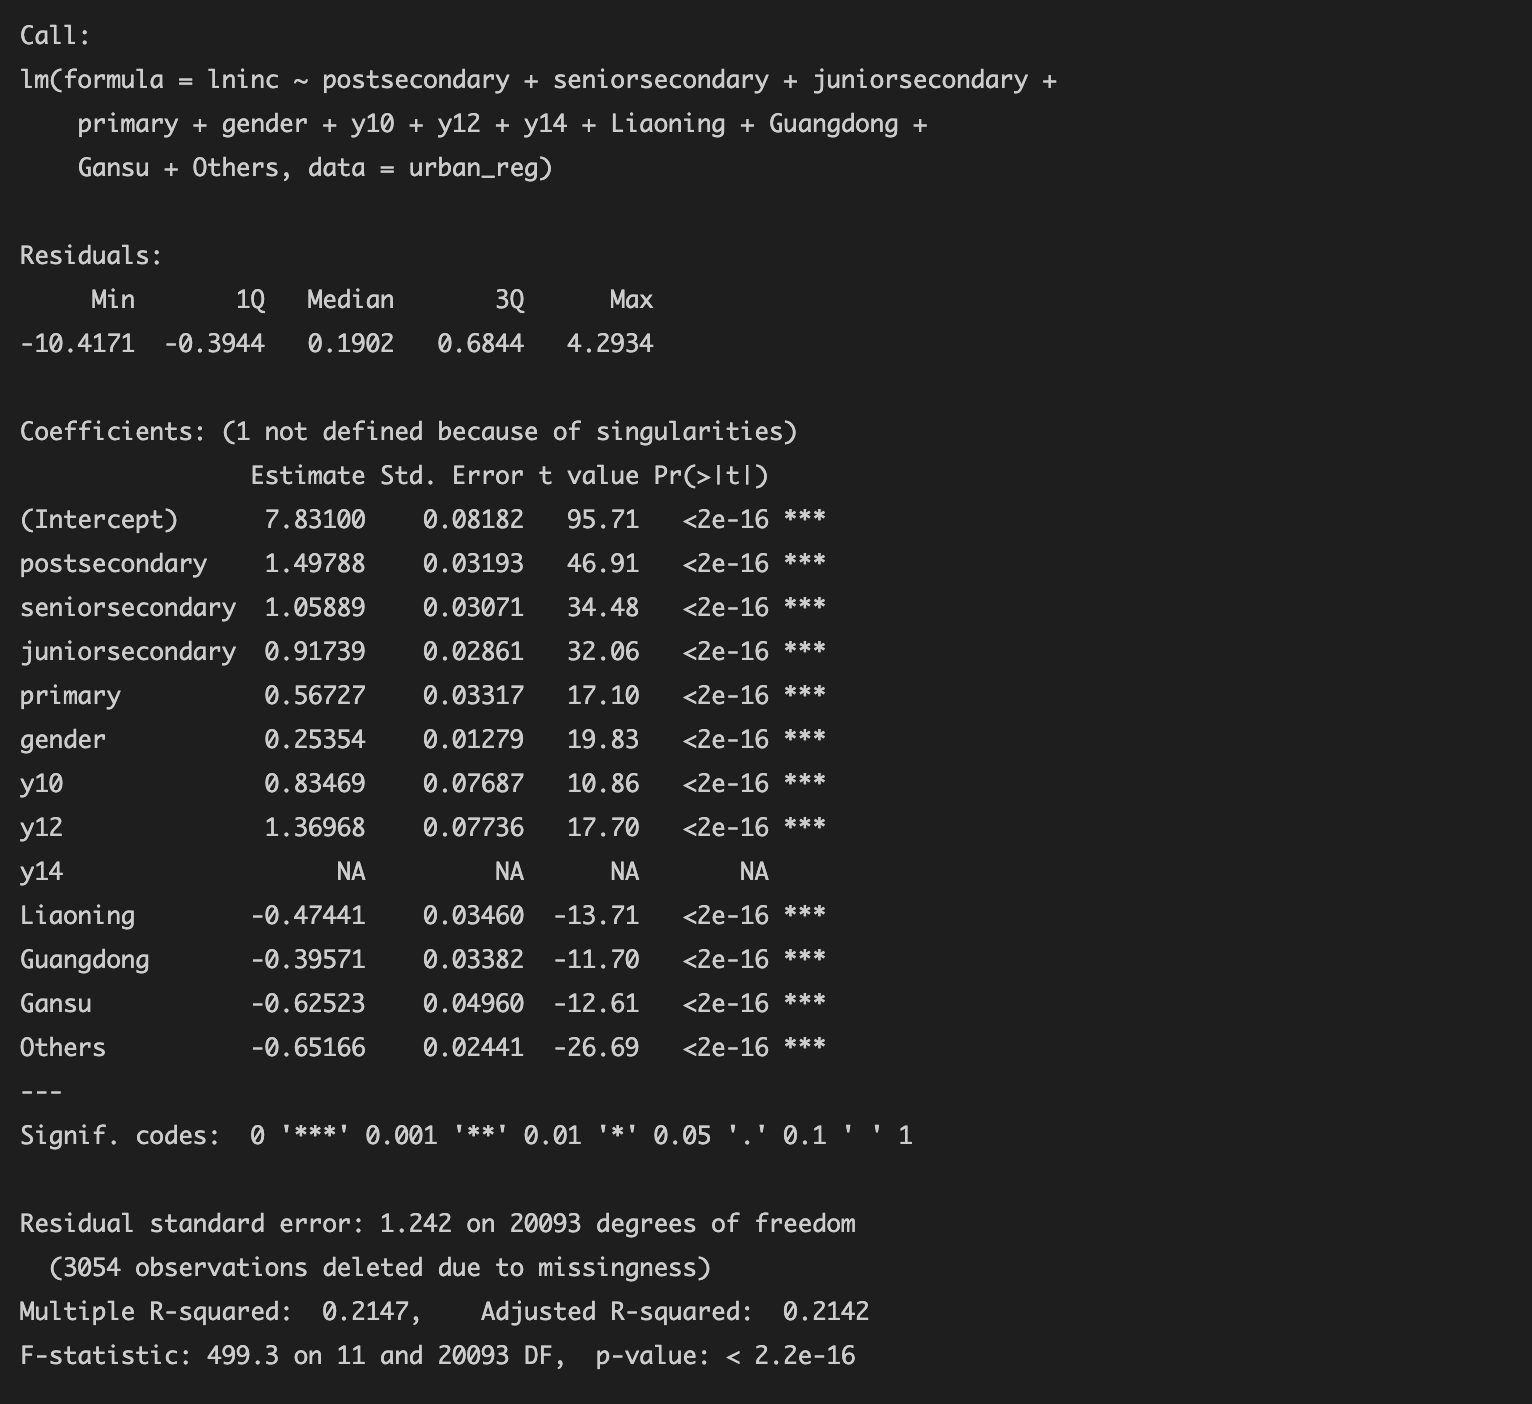 Call:
lm(formula = lninc ~ postsecondary + seniorsecondary + juniorsecondary +
    primary + gender + y10 + y12 + y14 + Liaoning + Guangdong +
    Gansu + Others, data = urban_reg)

Residuals:
     Min       1Q   Median       3Q      Max
-10.4171  -0.3944   0.1902   0.6844   4.2934

Coefficients: (1 not defined because of singularities)
                Estimate Std. Error t value Pr(>|t|)
(Intercept)      7.83100    0.08182   95.71   <2e-16 ***
postsecondary    1.49788    0.03193   46.91   <2e-16 ***
seniorsecondary  1.05889    0.03071   34.48   <2e-16 ***
juniorsecondary  0.91739    0.02861   32.06   <2e-16 ***
primary          0.56727    0.03317   17.10   <2e-16 ***
gender           0.25354    0.01279   19.83   <2e-16 ***
y10              0.83469    0.07687   10.86   <2e-16 ***
y12              1.36968    0.07736   17.70   <2e-16 ***
y14                   NA         NA      NA       NA
Liaoning        -0.47441    0.03460  -13.71   <2e-16 ***
Guangdong       -0.39571    0.03382  -11.70   <2e-16 ***
Gansu           -0.62523    0.04960  -12.61   <2e-16 ***
Others          -0.65166    0.02441  -26.69   <2e-16 ***
---
Signif. codes:  0 '***' 0.001 '**' 0.01 '*' 0.05 '.' 0.1 ' ' 1

Residual standard error: 1.242 on 20093 degrees of freedom
  (3054 observations deleted due to missingness)
Multiple R-squared:  0.2147,    Adjusted R-squared:  0.2142
F-statistic: 499.3 on 11 and 20093 DF,  p-value: < 2.2e-16